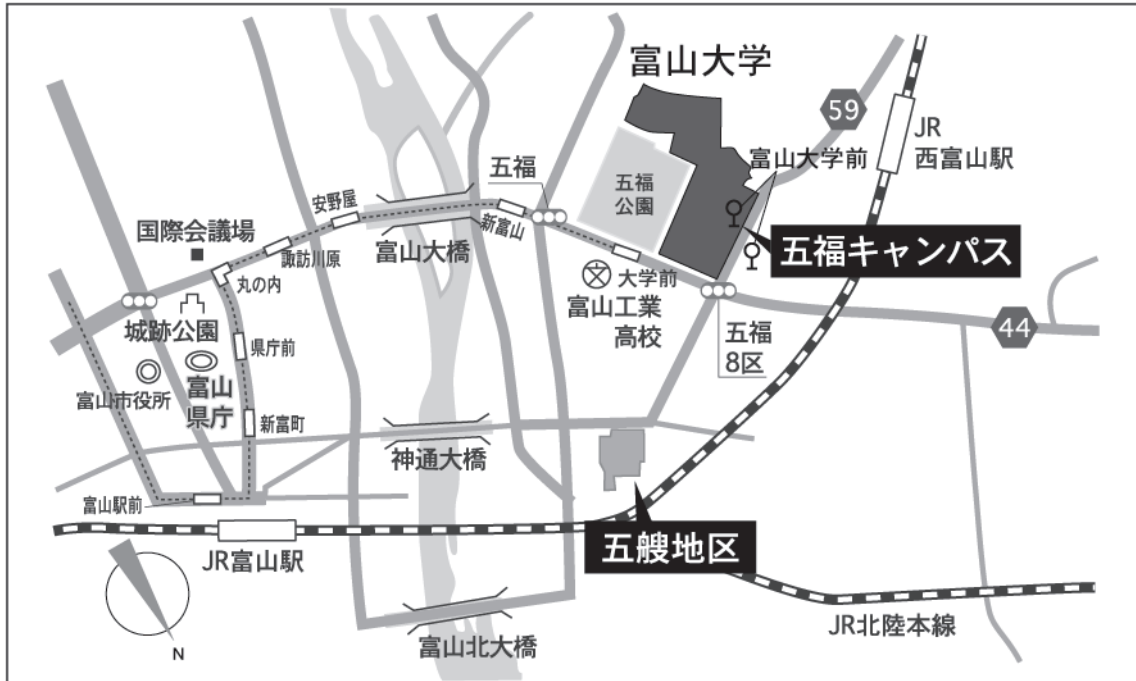 富山大学
59
JR
西富山駅
富山大学前
五福
五福
公園
安野屋
新富山
富山大橋
国際会議場
諏訪川原
丸の内
五福キャンパス
大学前
富山工業
高校
城跡公園
県庁前
五福
8区
44
富山市役所
富山
県庁
新富町
神通大橋
富山駅前
五艘地区
JR富山駅
富山北大橋
JR北陸本線
N